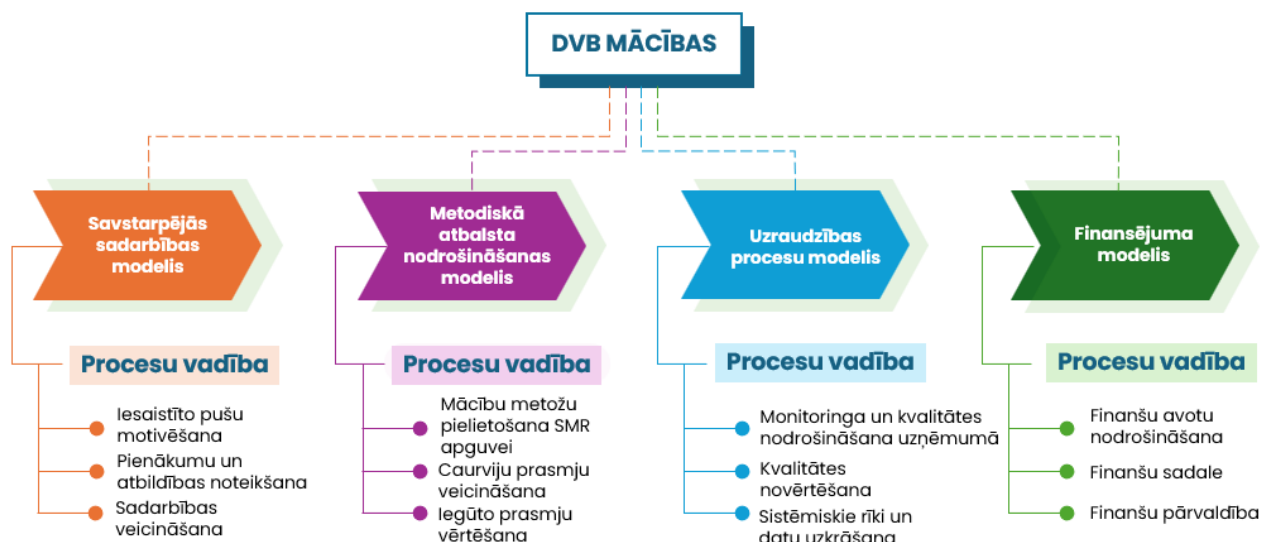 DVB MĀCĪBAS
Savstarpējās
sadarbības
modelis
Procesu vadība
Iesaistīto pušu
motivēšana
Pienākumu un
atbildības noteikšana
Sadarbības
veicināšana
Metodiskā
atbalsta
nodrošināšanas
modelis
Procesu vadība
Mācību metožu
pielietošana SMR
apguvei
Caurviju prasmju
veicināšana
Iegūto prasmju
vērtēšana
Uzraudzības
procesu modelis
Procesu vadība
Monitoringa un kvalitātes
nodrošināšana uzņēmumā
Kvalitātes
novērtēšana
Sistēmiskie rīki un
datu uzkrāšana
Finansējuma
modelis
Procesu vadība
Finanšu avotu
nodrošināšana
Finanšu sadale
Finanšu pārvaldība